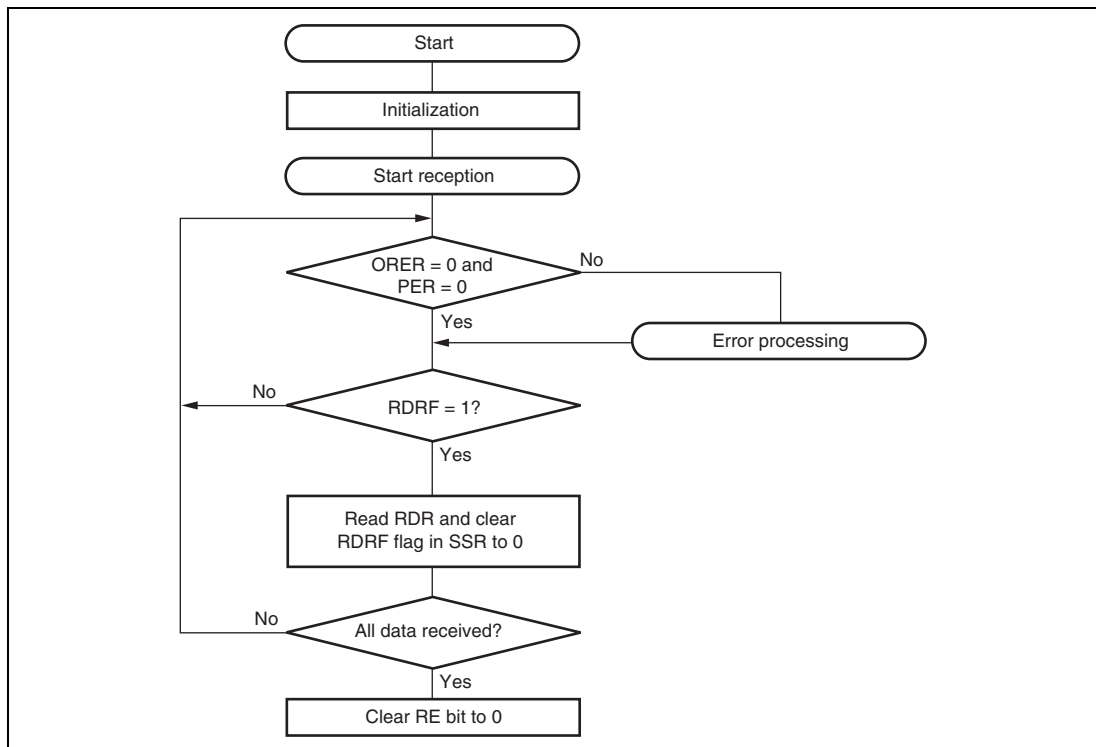 Start
Initialization
Start reception
ORER = 0 and
PER = 0
No
Yes
Error processing
No
RDRF = 1?
Yes
Read RDR and clear
RDRF flag in SSR to 0
No
All data received?
Yes
Clear RE bit to 0